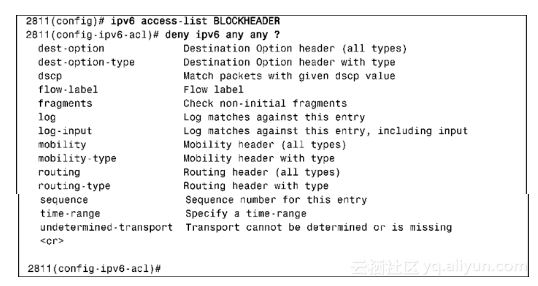 2811(config)# ipv6 access-list BLOCKHEADER
2811(config-ipv6-acl)# deny ipv6 any any ?
dest-option Destination Option header (all types)
dest-option-type Destination Option header with type
dscp Match packets with given dscp value
flow-label Flow label
fragments Check non-initial fragments
log Log matches against this entry
log-input Log matches against this entry, including input
mobility Mobility header (all types)
mobility-type Mobility header with type
routing Routing header (all types)
routing-type Routing header with type
sequence Sequence number for this entry
time-range Specify a time-range
undetermined-transport Transport cannot be determined or is missing
<cr>
2811(config-ipv6-acl)#
云栖社区 yq.aliyun.com